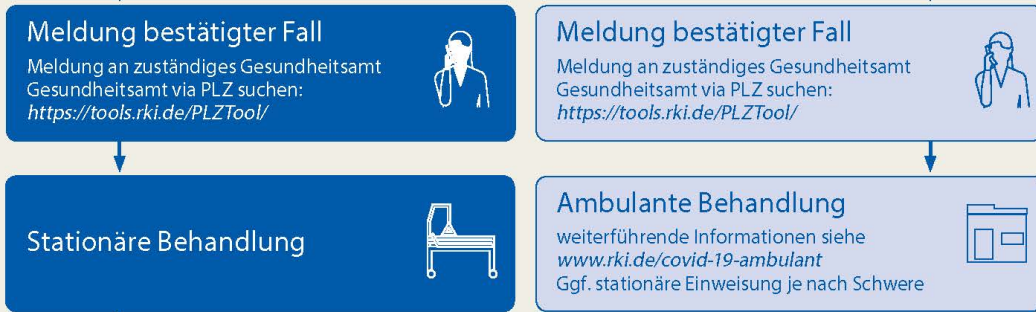 Meldung bestätigter Fall
Meldung an zuständiges Gesundheitsamt
Gesundheitsamt via PLZ suchen:
https://tools.rki.de/PLZTool/
Meldung bestätigter Fall
Meldung an zuständiges Gesundheitsamt
Gesundheitsamt via PLZ suchen:
https://tools.rki.de/PLZTool/
Stationäre Behandlung
Ambulante Behandlung
weiterführende Informationen siehe
www.rki.de/covid-19-ambulant
Ggf. stationäre Einweisung je nach Schwere